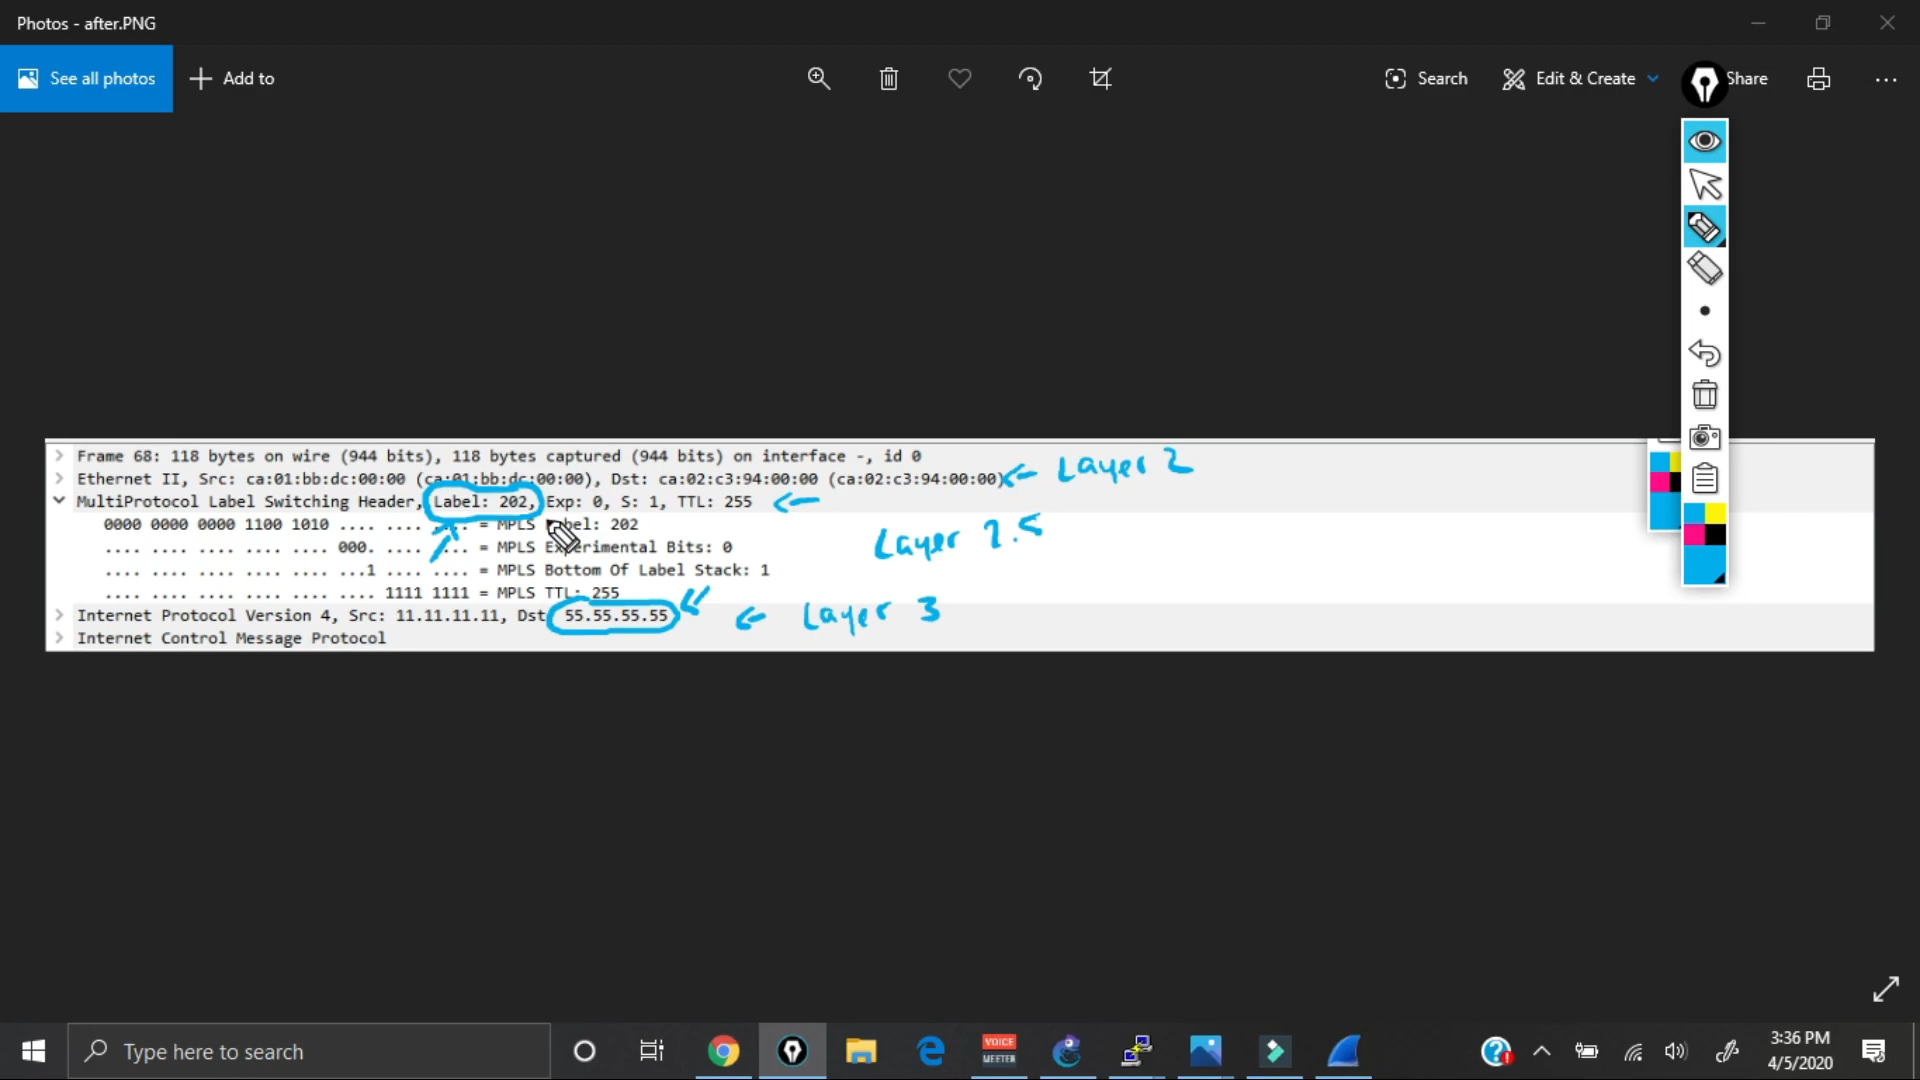 Photos - after.PNG
See all photos
Add to
Search
Edit & Create
Share
Frame 68: 118 bytes on wire (944 bits), 118 bytes captured (944 bits) on interface -, id 0
Ethernet II, Src: ca:01:bb:dc:00:00 (ca:01:bb:dc:00:00), Dst: ca:02:c3:94:00:00 (ca:02:c3:94:00:00)
Layer 2
MultiProtocol Label Switching Header, Label: 202, Exp: 0, S: 1, TTL: 255
0000 0000 0000 1100 1010 .... .... .... = MPLS Label: 202
Layer 2.5
.... .... .... .... .... 000. .... .... = MPLS Experimental Bits: 0
.... .... .... .... .... ...1 .... .... = MPLS Bottom Of Label Stack: 1
.... .... .... .... .... .... 1111 1111 = MPLS TTL: 255
Internet Protocol Version 4, Src: 11.11.11.11, Dst: 55.55.55.55
Layer 3
Internet Control Message Protocol
Type here to search
VOICE
MEETER
3:36 PM
4/5/2020